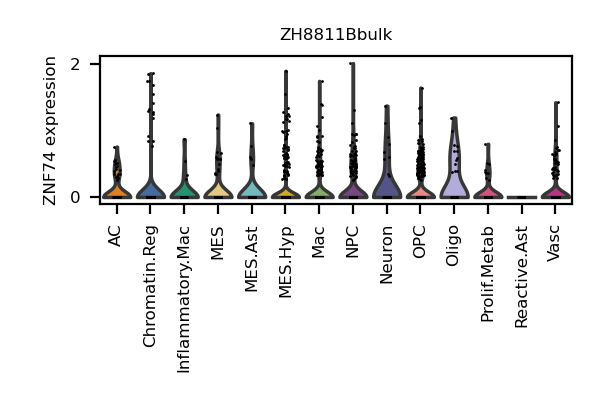 ZH8811Bbulk
ZNF74 expression
2
0
AC
Chromatin.Reg
Inflammatory.Mac
MES
MES.Ast
MES.Hyp
Mac
NPC
Neuron
OPC
Oligo
Prolif.Metab
Reactive.Ast
Vasc